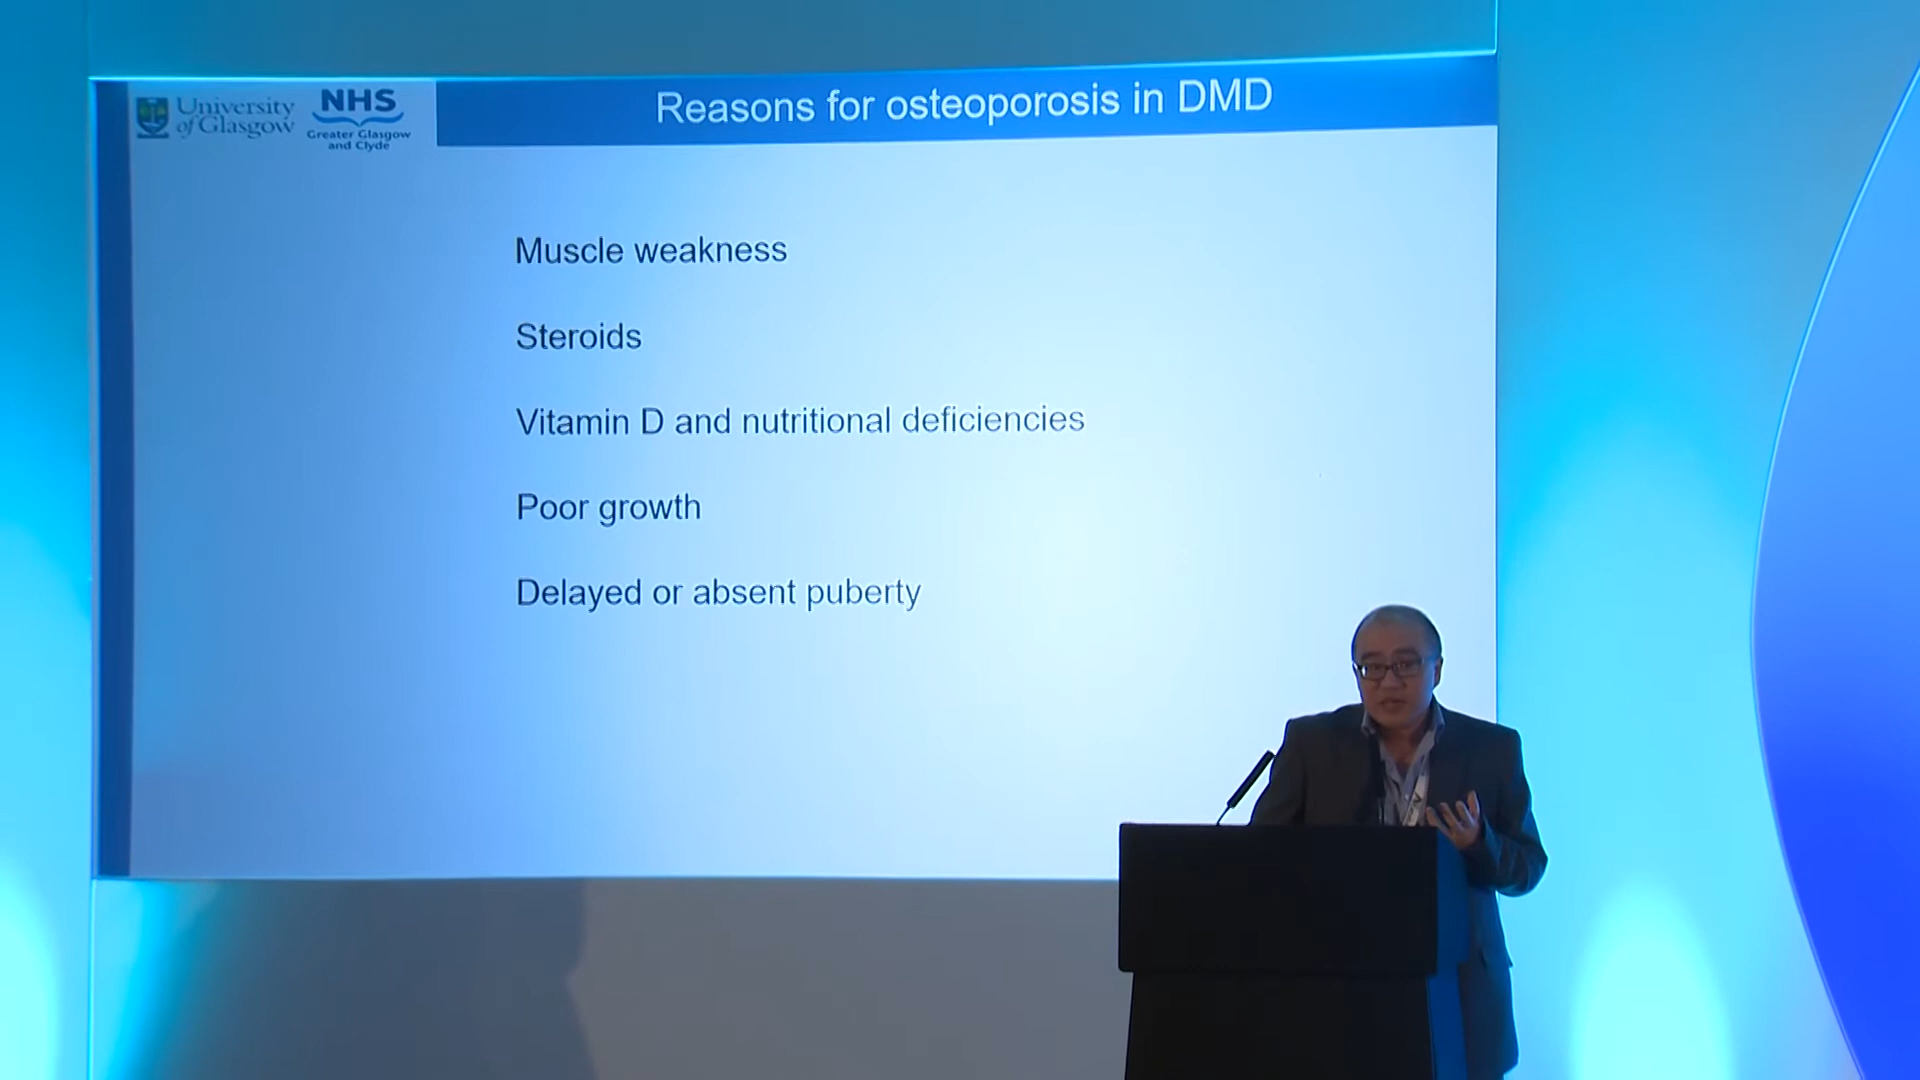 University
of Glasgow
NHS
Greater Glasgow
and Clyde
Reasons for osteoporosis in DMD
Muscle weakness
Steroids
Vitamin D and nutritional deficiencies
Poor growth
Delayed or absent puberty